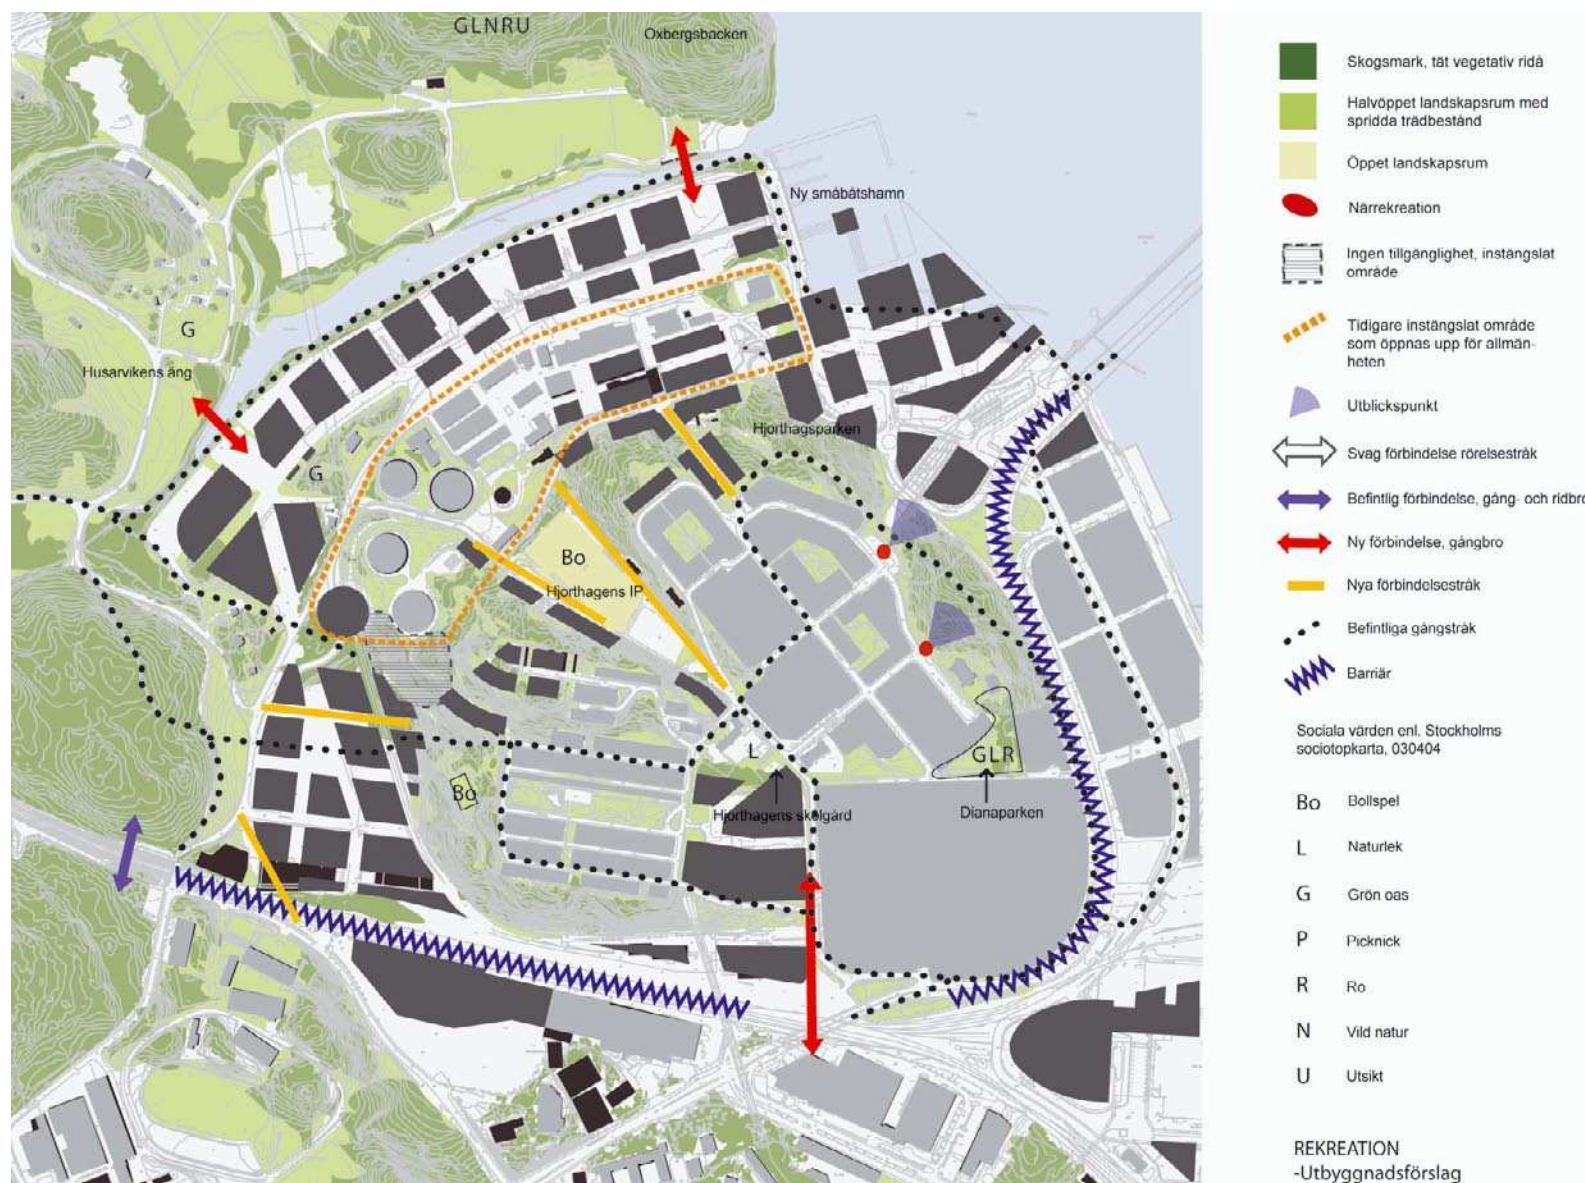 GLNRU
Oxbergsbacken
Ny småbåtshamn
G
Husarvikens äng
Hjorthagsparken
G
Bo
Hjorthagens IP
L
GLR
Bo
Hjorthagens skolgård
Dianaparken
Skogsmark, tät vegetativ ridå
Halvöppet landskapsrum med
spridda trädbestånd
Öppet landskapsrum
Närrekreation
Ingen tillgänglighet, instängslat
område
Tidigare instängslat område
som öppnas upp för allmän-
heten
Utblickspunkt
Svag förbindelse rörelsestråk
Befintlig förbindelse, gång- och ridbro
Ny förbindelse, gångbro
Nya förbindelsestråk
Befintliga gångstråk
Barriär
Sociala värden enl. Stockholms
sociotopkarta, 030404
Bo Bollspel
L Naturlek
G Grön oas
P Picknick
R Ro
N Vild natur
U Utsikt
REKREATION
-Utbyggnadsförslag